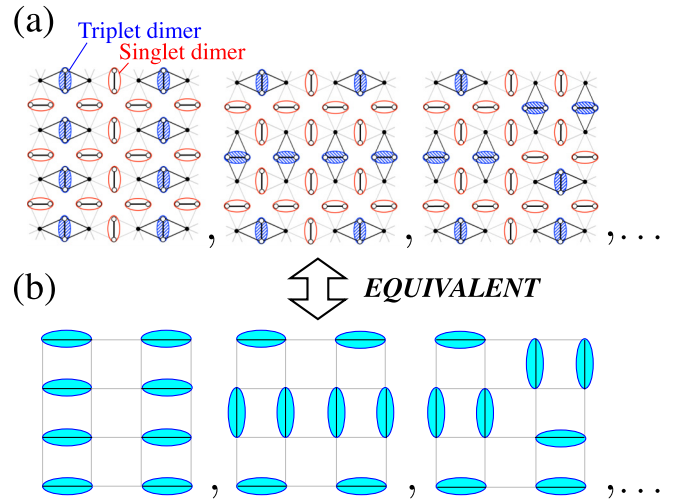 (a)
Triplet dimer
Singlet dimer
, , ,...
(b)
EQUIVALENT
, , ,...